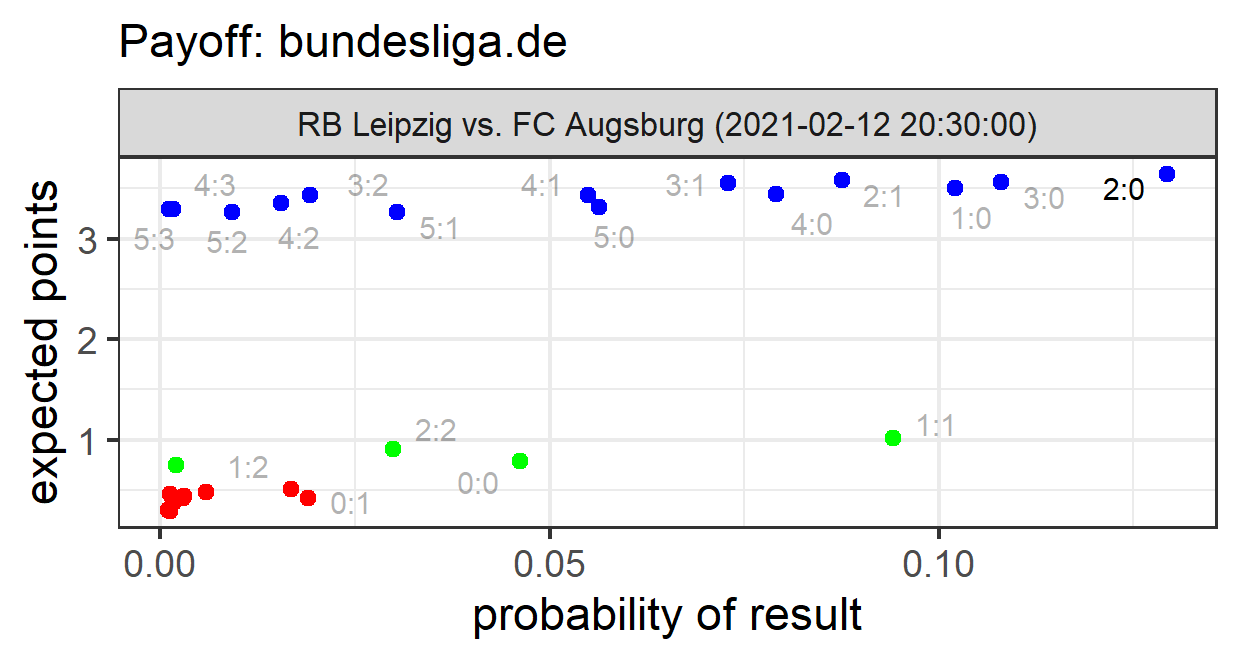 Payoff: bundesliga.de
RB Leipzig vs. FC Augsburg (2021-02-12 20:30:00)
4:3 3:2 4:1 3:1 2:1 3:0 2:0
5:3 5:2 4:2 5:1 5:0 4:0 1:0
3
2
1
2:2 1:1
1:2 0:0 0:1
expected points
0.00 0.05 0.10
probability of result